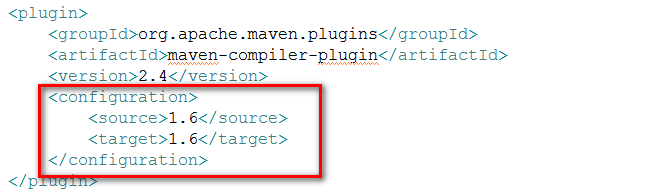 <plugin>
<groupId>org.apache.maven.plugins</groupId>
<artifactId>maven-compiler-plugin</artifactId>
<version>2.4</version>
<configuration>
<source>1.6</source>
<target>1.6</target>
</configuration>
</plugin>